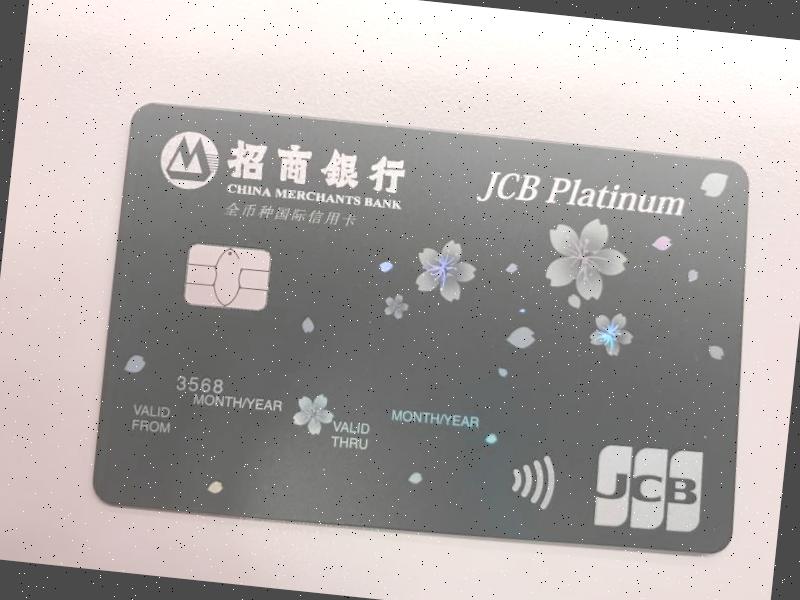 招商銀行
CHINA MERCHANTS BANK
全币种国际信用卡
JCB Platinum
3568
MONTH/YEAR
VALID
FROM
VALID
THRU
MONTH/YEAR
JCB